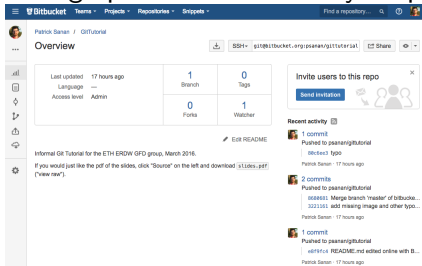 Bitbucket Teams Projects Repositories Snippets Find a repository...
Patrick Sanan / GitTutorial
Overview
SSH git@bitbucket.org:psanan/gittutorial Share
Last updated 17 hours ago
Language —
Access level Admin
1 Branch
0 Tags
0 Forks
1 Watcher
Edit README
Informal Git Tutorial for the ETH ERDW GFD group, March 2016.
If you would just like the pdf of the slides, click "Source" on the left and download slides.pdf
("view raw").
Invite users to this repo
Send invitation
Recent activity
1 commit
Pushed to psanan/gittutorial
typo
Patrick Sanan · 17 hours ago
2 commits
Pushed to psanan/gittutorial
Merge branch 'master' of bitbucke...
3221161 add missing image and other typo...
Patrick Sanan · 17 hours ago
1 commit
Pushed to psanan/gittutorial
README.md edited online with B...
Patrick Sanan · 17 hours ago